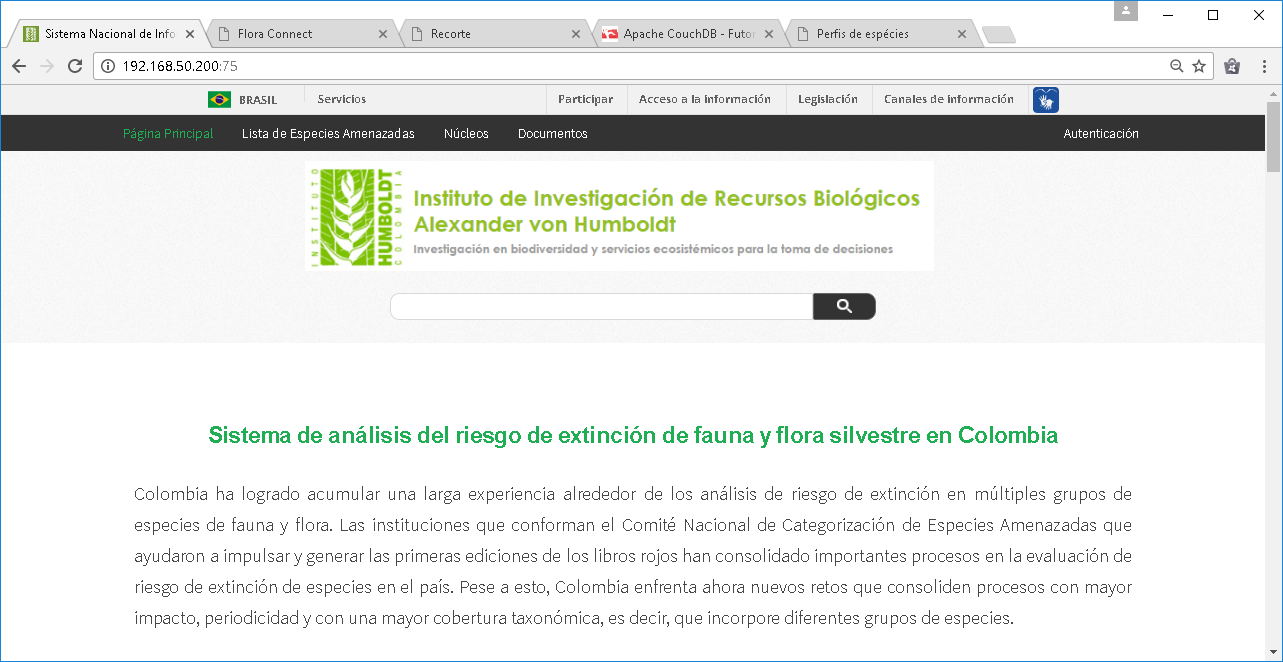 Sistema Nacional de Info
Flora Connect
Recorte
Apache CouchDB - Futon
Perfis de espécies
192.168.50.200:75
BRASIL
Servicios
Participar
Acceso a la información
Legislación
Canales de información
Página Principal
Lista de Especies Amenazadas
Núcleos
Documentos
Autenticación
INSTITUTO
HUMBOLDT
COLOMBIA
Instituto de Investigación de Recursos Biológicos
Alexander von Humboldt
Investigación en biodiversidad y servicios ecosistémicos para la toma de decisiones
Sistema de análisis del riesgo de extinción de fauna y flora silvestre en Colombia
Colombia ha logrado acumular una larga experiencia alrededor de los análisis de riesgo de extinción en múltiples grupos de
especies de fauna y flora. Las instituciones que conforman el Comité Nacional de Categorización de Especies Amenazadas que
ayudaron a impulsar y generar las primeras ediciones de los libros rojos han consolidado importantes procesos en la evaluación de
riesgo de extinción de especies en el país. Pese a esto, Colombia enfrenta ahora nuevos retos que consoliden procesos con mayor
impacto, periodicidad y con una mayor cobertura taxonómica, es decir, que incorpore diferentes grupos de especies.